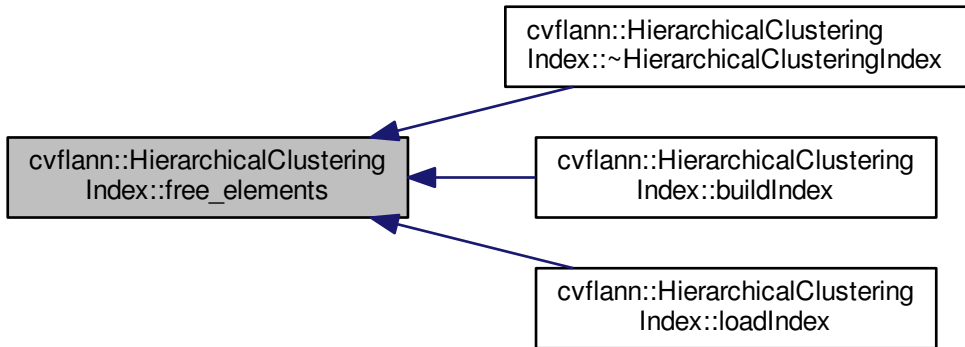 cvflann::HierarchicalClustering
Index::~HierarchicalClusteringIndex
cvflann::HierarchicalClustering
Index::free_elements
cvflann::HierarchicalClustering
Index::buildIndex
cvflann::HierarchicalClustering
Index::loadIndex